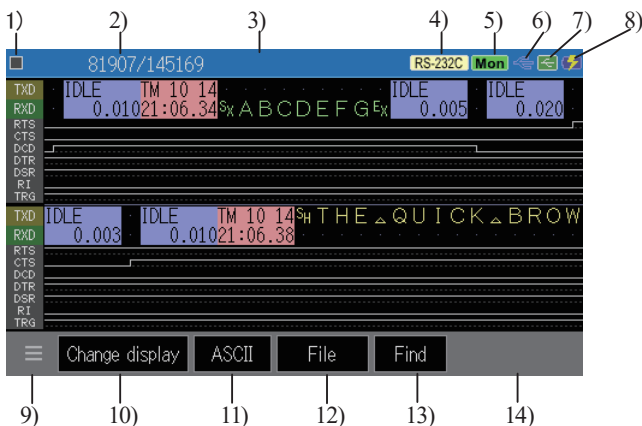 1) 2) 3) 4) 5) 6) 7) 8)
81907/145169 RS-232C Mon
TXD IDLE TM 10 14 IDLE IDLE
RXD 0.010 21:06.34 SX A B C D E F G EX 0.005 0.020
RTS
CTS
DCD
DTR
DSR
RI
TRG
TXD IDLE IDLE TM 10 14 SH T H E △ Q U I C K △ B R O W
RXD 0.003 0.010 21:06.38
RTS
CTS
DCD
DTR
DSR
RI
TRG
Change display ASCII File Find
9) 10) 11) 12) 13) 14)